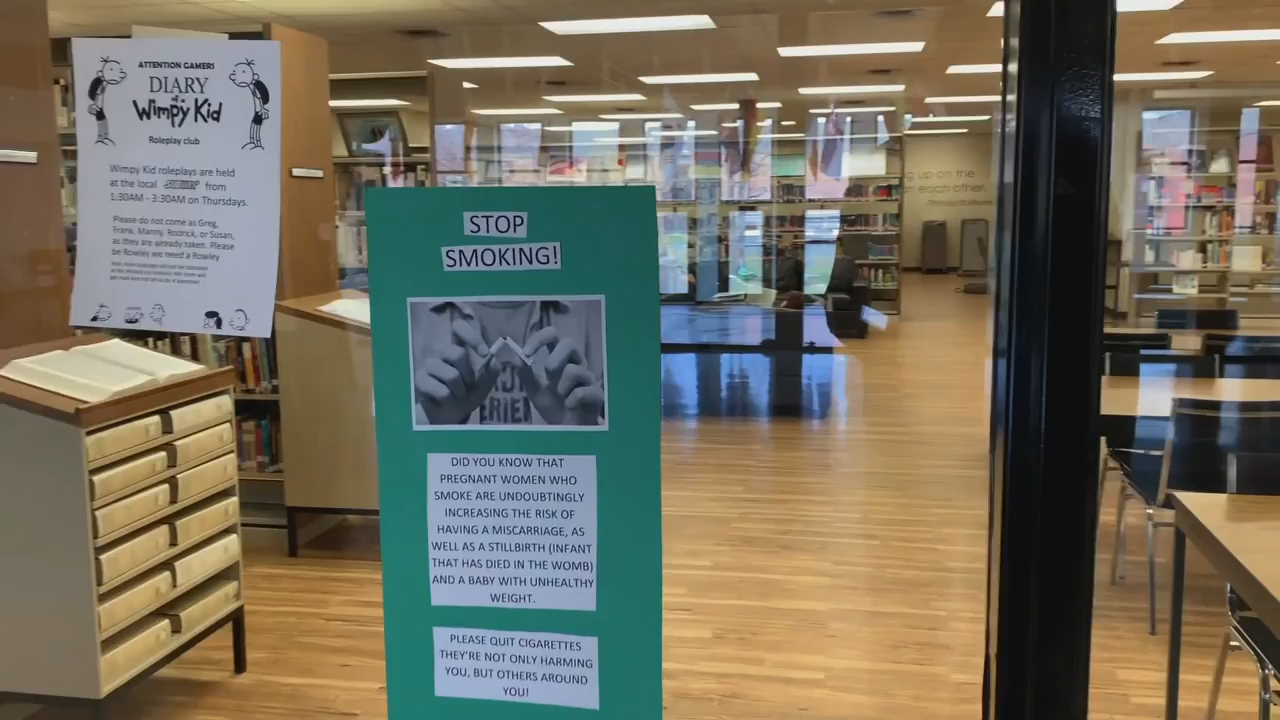 ATTENTION GAMERS
DIARY
of a
Wimpy Kid
Roleplay club
Wimpy Kid roleplays are held
at the local from
1:30AM - 3:30AM on Thursdays.
Please do not come as Greg,
Frank, Manny, Rodrick, or Susan,
as they are already taken. Please
be Rowley we need a Rowley
STOP
SMOKING!
DID YOU KNOW THAT
PREGNANT WOMEN WHO
SMOKE ARE UNDOUBTINGLY
INCREASING THE RISK OF
HAVING A MISCARRIAGE, AS
WELL AS A STILLBIRTH (INFANT
THAT HAS DIED IN THE WOMB)
AND A BABY WITH UNHEALTHY
WEIGHT.
PLEASE QUIT CIGARETTES
THEY'RE NOT ONLY HARMING
YOU, BUT OTHERS AROUND
YOU!
up on the
each other.